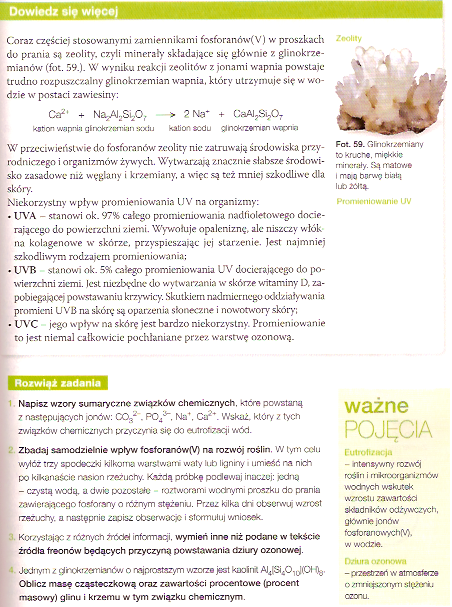 Dowiedz się więcej
Coraz częściej stosowanymi zamiennikami fosforanów(V) w proszkach
do prania są zeolity, czyli minerały składające się głównie z glinokrze-
mianów (fot. 59.). W wyniku reakcji zeolitów z jonami wapnia powstaje
trudno rozpuszczalny glinokrzemian wapnia, który utrzymuje się w wo-
dzie w postaci zawiesiny:
Ca²⁺ + Na₂Al₂Si₂O₇ → 2 Na⁺ + CaAl₂Si₂O₇
kation wapnia glinokrzemian sodu kation sodu glinokrzemian wapnia
W przeciwieństwie do fosforanów zeolity nie zatruwają środowiska przy-
rodniczego i organizmów żywych. Wytwarzają znacznie słabsze środowi-
sko zasadowe niż węglany i krzemiany, a więc są też mniej szkodliwe dla
skóry.
Niekorzystny wpływ promieniowania UV na organizmy:
• UVA – stanowi ok. 97% całego promieniowania nadfioletowego docie-
rającego do powierzchni ziemi. Wywołuje opaleniznę, ale niszczy włók-
na kolagenowe w skórze, przyspieszając jej starzenie. Jest najmniej
szkodliwym rodzajem promieniowania;
• UVB – stanowi ok. 5% całego promieniowania UV docierającego do po-
wierzchni ziemi. Jest niezbędne do wytwarzania w skórze witaminy D, za-
pobiegającej powstawaniu krzywicy. Skutkiem nadmiernego oddziaływania
promieni UVB na skórę są oparzenia słoneczne i nowotwory skóry;
• UVC – jego wpływ na skórę jest bardzo niekorzystny. Promieniowanie
to jest niemal całkowicie pochłaniane przez warstwę ozonową.
Zeolity
Fot. 59. Glinokrzemiany
to kruche, miękkie
minerały. Są matowe
i mają barwę białą
lub żółtą.
Promieniowanie UV
Rozwiąż zadania
1. Napisz wzory sumaryczne związków chemicznych, które powstaną
z następujących jonów: CO₃²⁻, PO₄³⁻, Na⁺, Ca²⁺. Wskaż, który z tych
związków chemicznych przyczynia się do eutrofizacji wód.
2. Zbadaj samodzielnie wpływ fosforanów(V) na rozwój roślin. W tym celu
wyłóż trzy spodeczki kilkoma warstwami waty lub ligniny i umieść na nich
po kilkanaście nasion rzeżuchy. Każdą próbkę podlewaj inaczej: jedną
– czystą wodą, a dwie pozostałe – roztworami wodnymi proszku do prania
zawierającego fosforany o różnym stężeniu. Przez kilka dni obserwuj wzrost
rzeżuchy, a następnie zapisz obserwacje i sformułuj wniosek.
3. Korzystając z różnych źródeł informacji, wymień inne niż podane w tekście
źródła freonów będących przyczyną powstawania dziury ozonowej.
4. Jednym z glinokrzemianów o najprostszym wzorze jest kaolinit Al₄[Si₄O₁₀](OH)₈.
Oblicz masę cząsteczkową oraz zawartości procentowe (procent
masowy) glinu i krzemu w tym związku chemicznym.
ważne
POJĘCIA
Eutrofizacja
– intensywny rozwój
roślin i mikroorganizmów
wodnych wskutek
wzrostu zawartości
składników odżywczych,
głównie jonów
fosforanowych(V),
w wodzie.
Dziura ozonowa
– przestrzeń w atmosferze
o zmniejszonym stężeniu
ozonu.